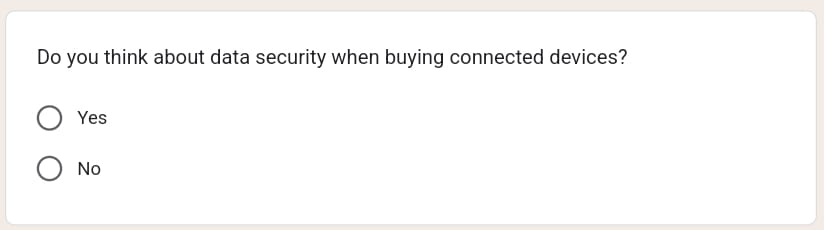 Do you think about data security when buying connected devices?
Yes
No